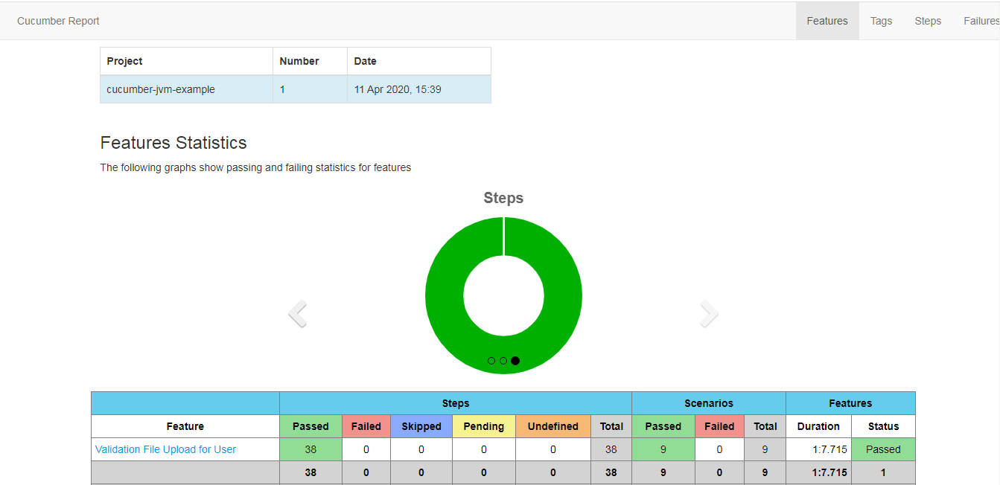 Cucumber Report Features Tags Steps Failures
Project Number Date
cucumber-jvm-example 1 11 Apr 2020, 15:39
Features Statistics
The following graphs show passing and failing statistics for features
Steps
Steps Scenarios Features
Feature Passed Failed Skipped Pending Undefined Total Passed Failed Total Duration Status
Validation File Upload for User 38 0 0 0 0 38 9 0 9 1:7.715 Passed
38 0 0 0 0 38 9 0 9 1:7.715 1